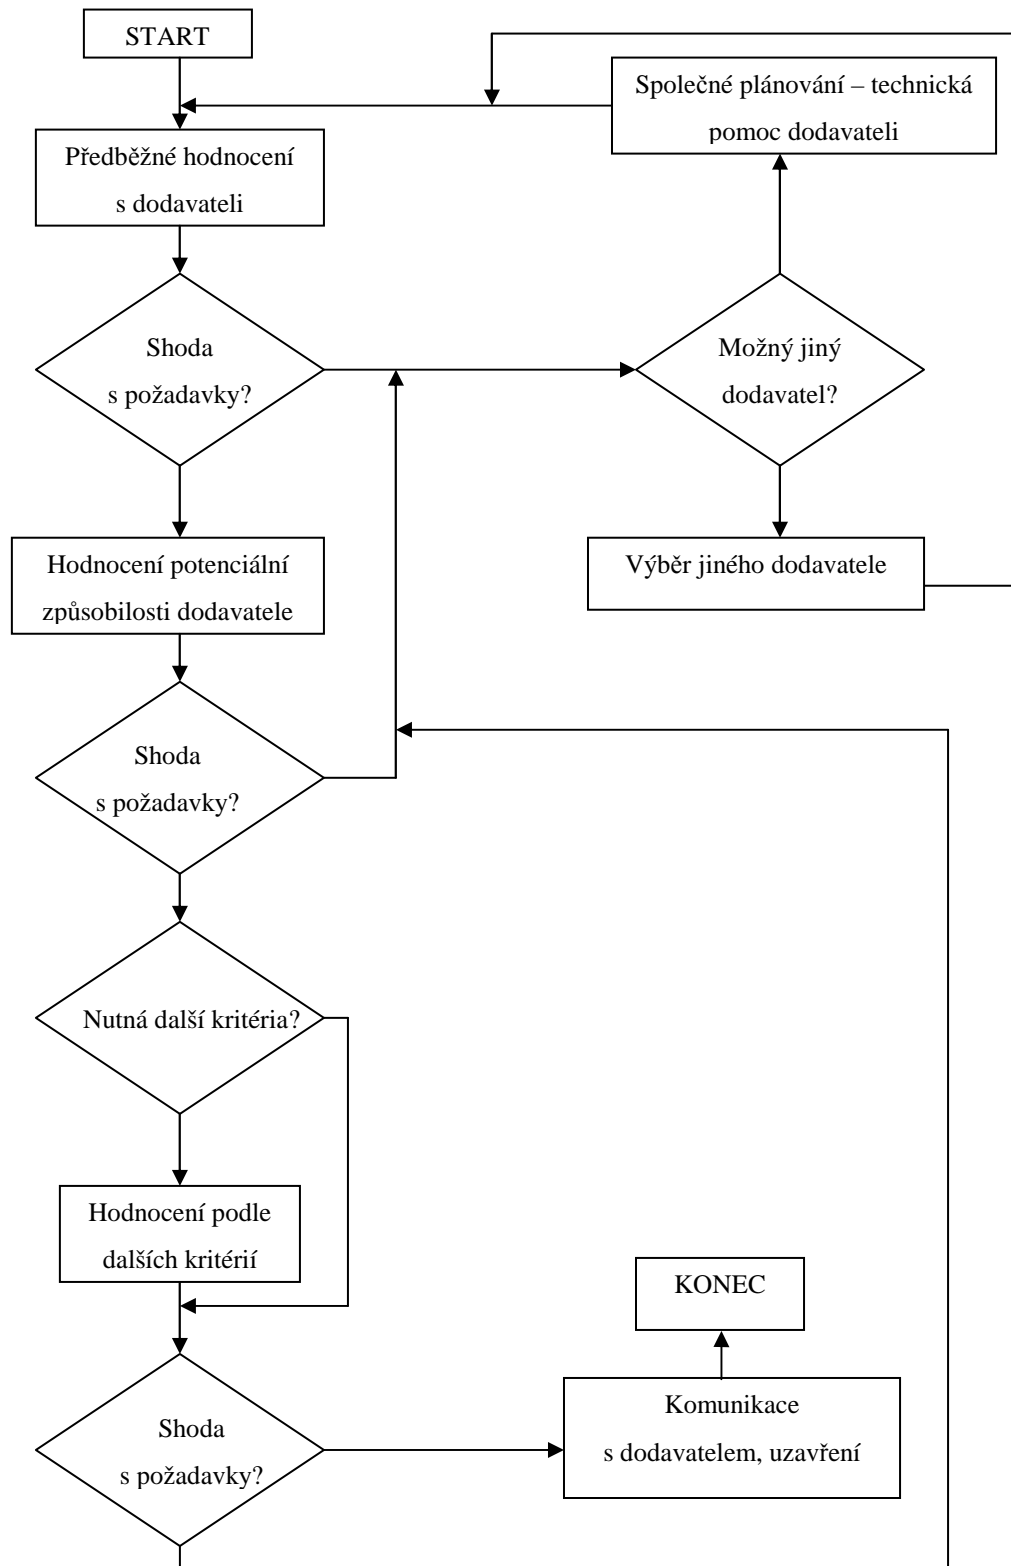 START
Společné plánování – technická
pomoc dodavateli
Předběžné hodnocení
s dodavateli
Shoda
s požadavky?
Možný jiný
dodavatel?
Hodnocení potenciální
způsobilosti dodavatele
Výběr jiného dodavatele
Shoda
s požadavky?
Nutná další kritéria?
Hodnocení podle
dalších kritérií
KONEC
Komunikace
s dodavatelem, uzavření
Shoda
s požadavky?